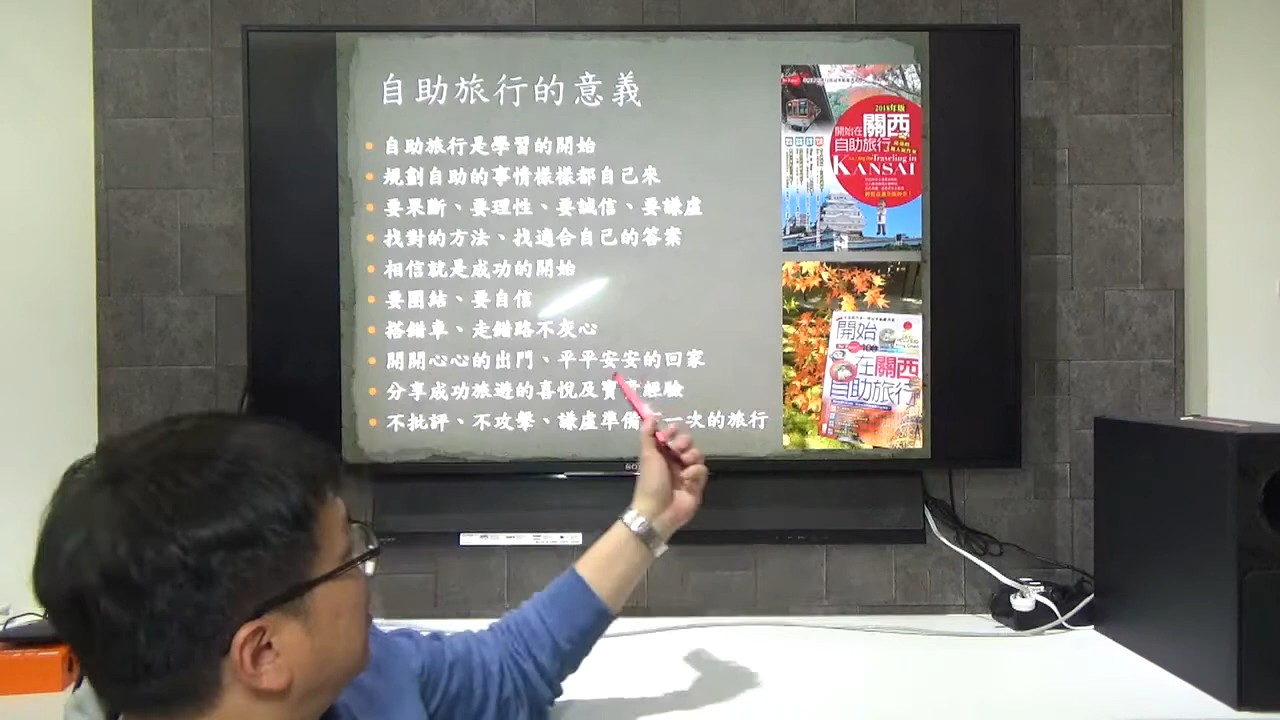 自助旅行的意義
自助旅行是學習的開始
規劃自助的事情樣樣都自己來
要果斷、要理性、要誠信、要謙虛
找對的方法、找適合自己的答案
相信就是成功的開始
要團結、要自信
搭錯車、走錯路不灰心
開開心心的出門、平平安安的回家
分享成功旅遊的喜悅及寶貴經驗
不批評、不攻擊、謙虛準備下一次的旅行
2018年版
開始在關西
自助旅行
Traveling in
KANSAI
開始
在關西
自助旅行